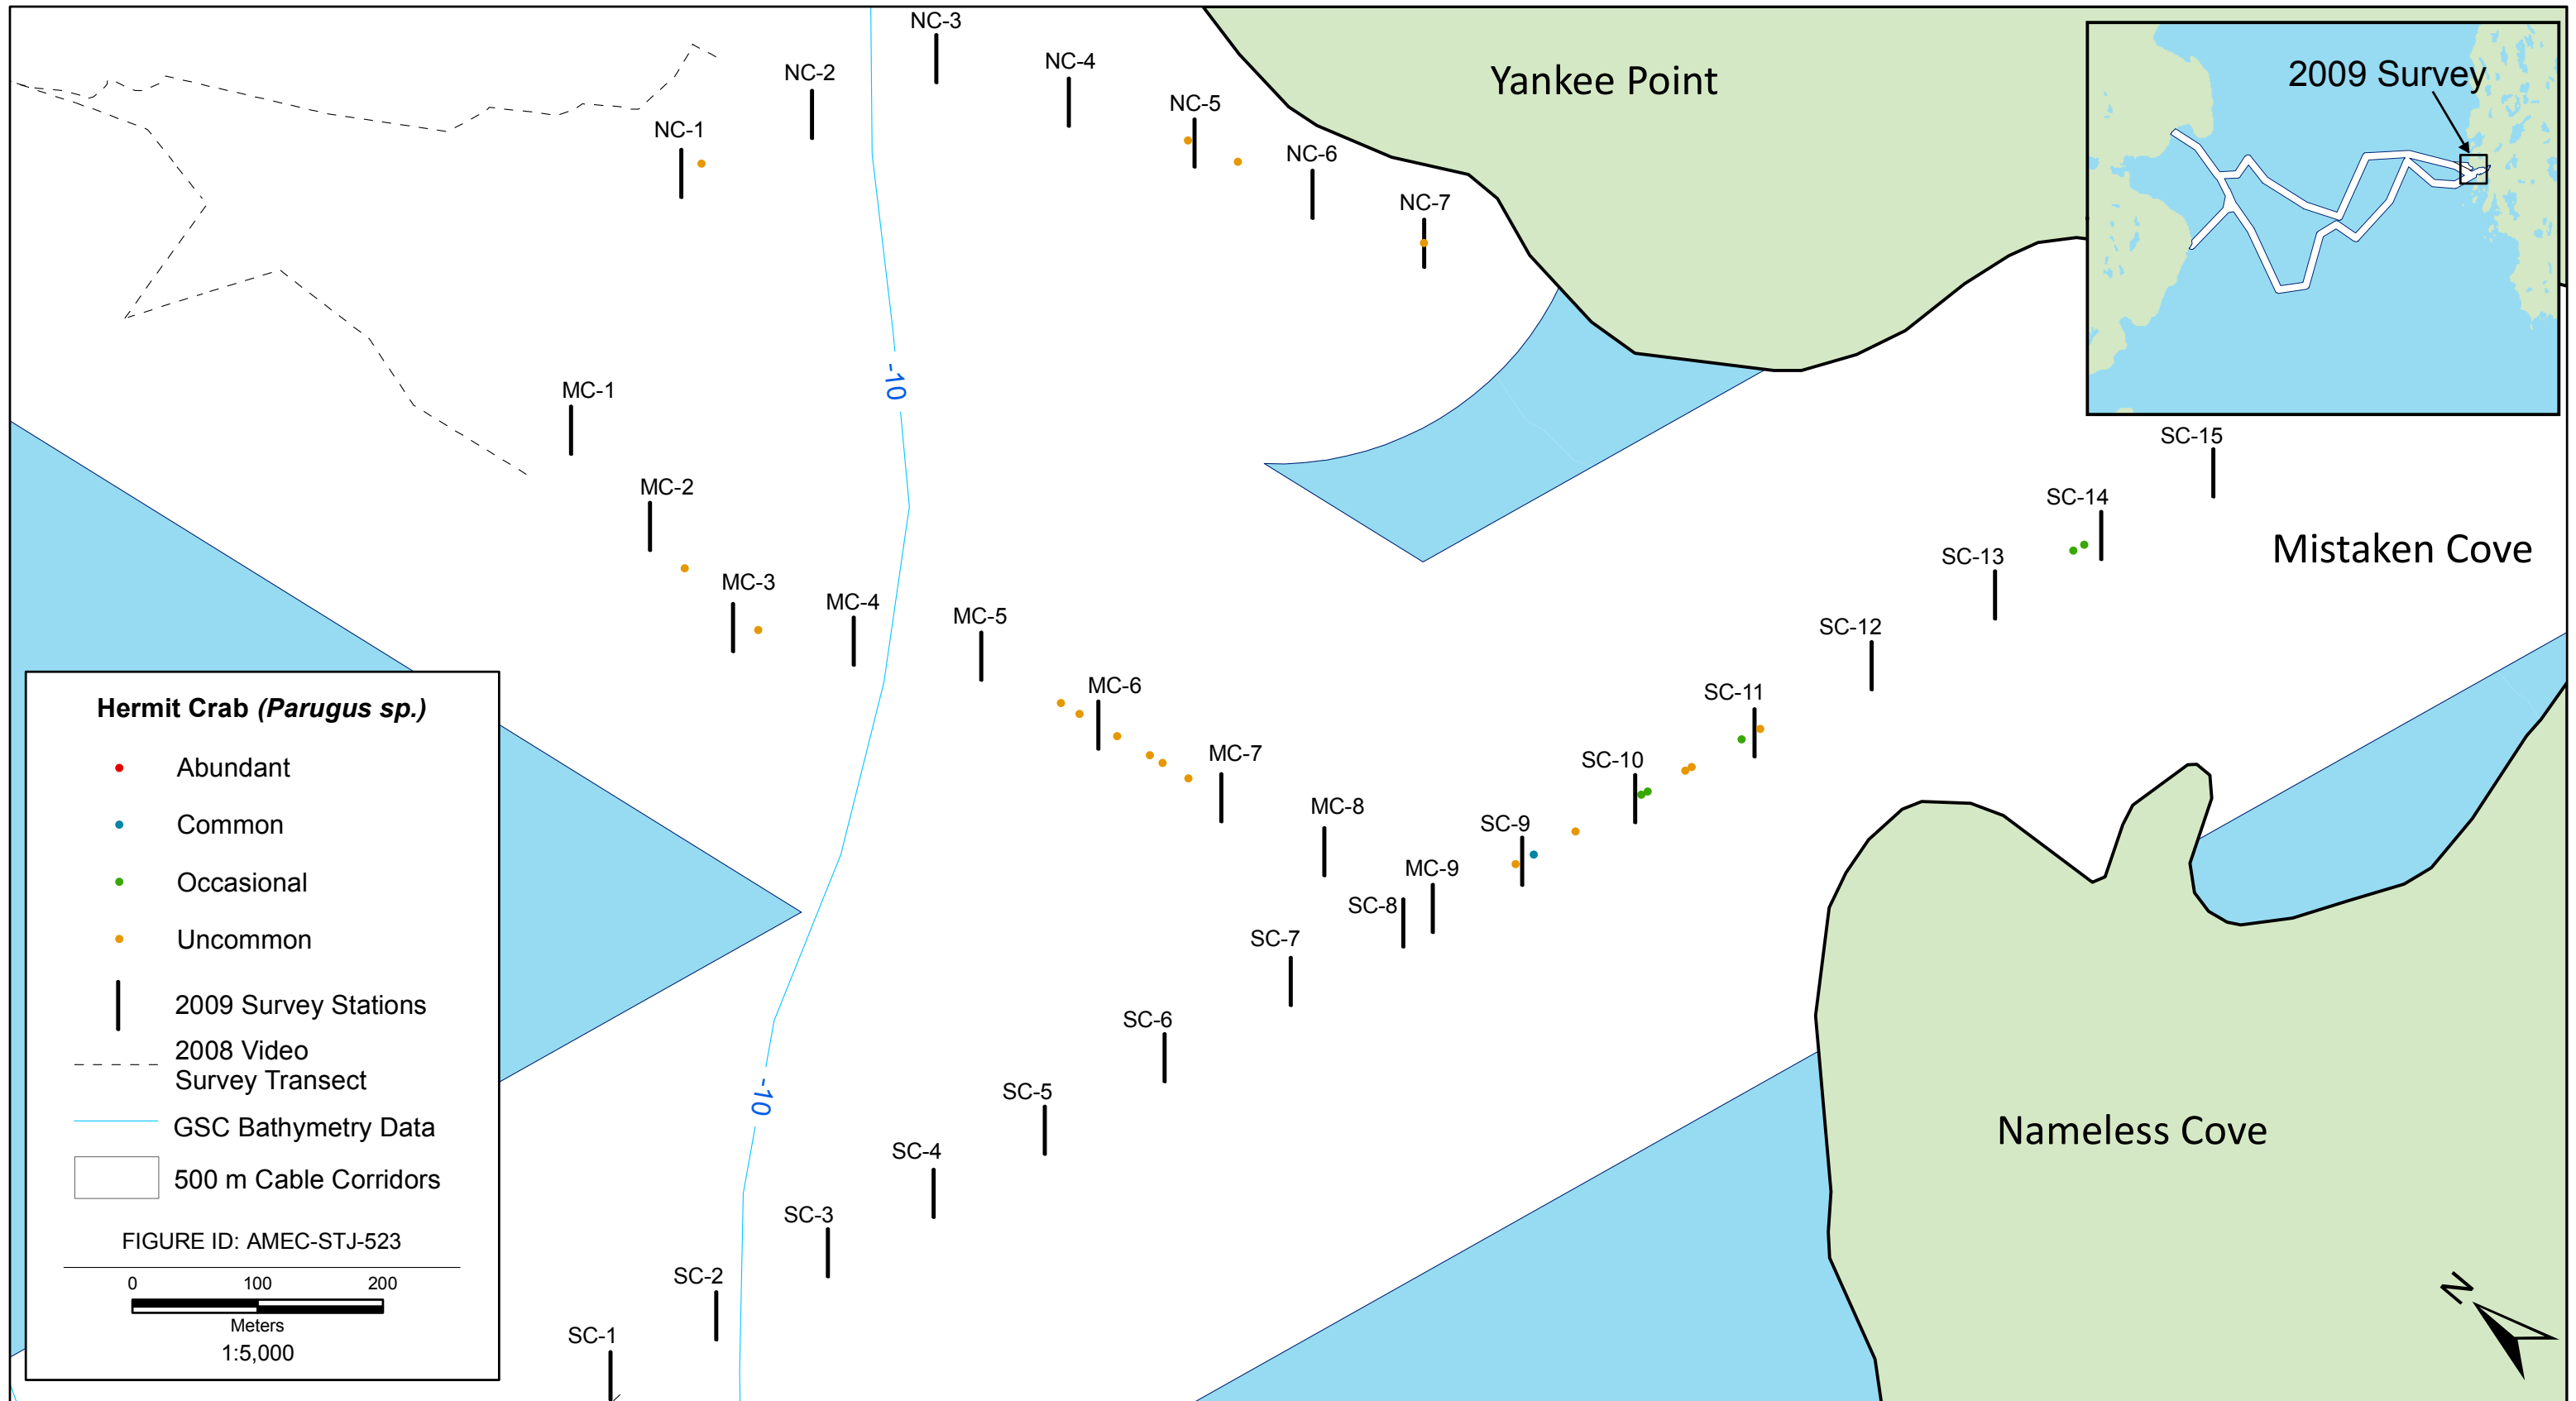 NC-3
NC-4
NC-2
NC-5
NC-1
NC-6
NC-7
Yankee Point
2009 Survey
MC-1
-10
MC-2
MC-3
MC-4
MC-5
MC-6
MC-7
MC-8
MC-9
SC-15
SC-14
SC-13
Mistaken Cove
SC-12
SC-11
SC-10
SC-9
SC-8
SC-7
SC-6
SC-5
SC-4
SC-3
SC-2
SC-1
-10
Nameless Cove
N
Hermit Crab (Parugus sp.)
Abundant
Common
Occasional
Uncommon
2009 Survey Stations
2008 Video
Survey Transect
GSC Bathymetry Data
500 m Cable Corridors
FIGURE ID: AMEC-STJ-523
0 100 200
Meters
1:5,000